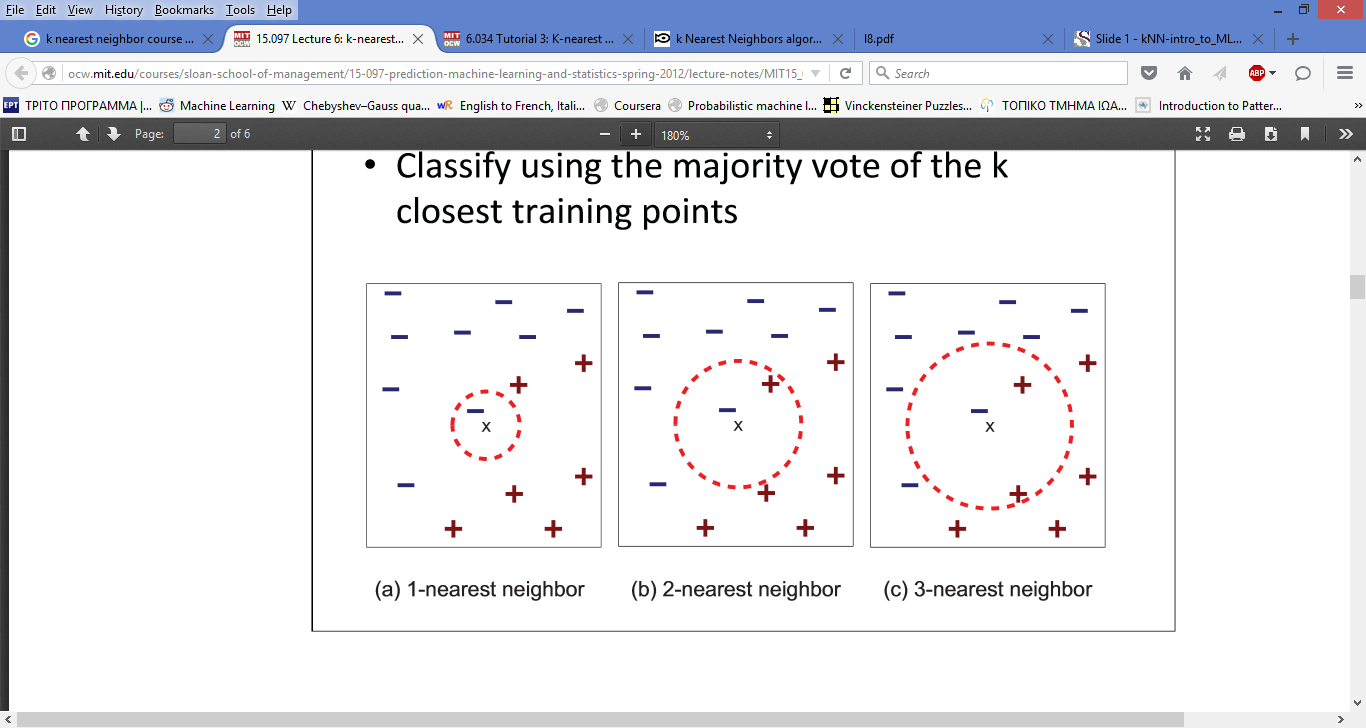 File Edit View History Bookmarks Tools Help
k nearest neighbor course ... 15.097 Lecture 6: k-nearest... 6.034 Tutorial 3: K-nearest ... k Nearest Neighbors algor... l8.pdf Slide 1 - kNN-intro_to_ML...
ocw.mit.edu/courses/sloan-school-of-management/15-097-prediction-machine-learning-and-statistics-spring-2012/lecture-notes/MIT15_ Search ABP
ΕΡΤ ΤΡΙΤΟ ΠΡΟΓΡΑΜΜΑ |... Machine Learning W Chebyshev–Gauss qua... wR English to French, Itali... Coursera Probabilistic machine l... Vinckensteiner Puzzles... ΤΟΠΙΚΟ ΤΜΗΜΑ ΙΩΑ... Introduction to Patter... »
Page: 2 of 6 180%
• Classify using the majority vote of the k
closest training points
x x x
(a) 1-nearest neighbor (b) 2-nearest neighbor (c) 3-nearest neighbor